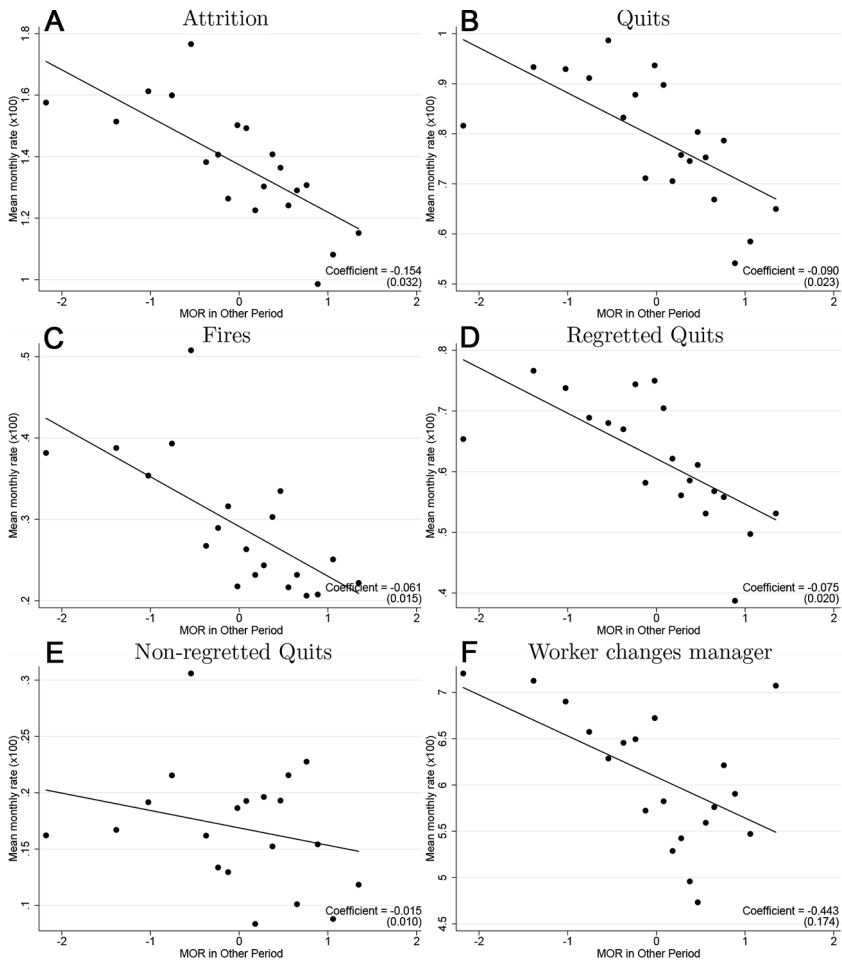 A Attrition
Mean monthly rate (x100)
1.8
1.6
1.4
1.2
1
Coefficient = -0.154
(0.032)
-2 -1 0 1 2
MOR in Other Period
B Quits
Mean monthly rate (x100)
1
.9
.8
.7
.6
.5
Coefficient = -0.090
(0.023)
-2 -1 0 1 2
MOR in Other Period
C Fires
Mean monthly rate (x100)
.5
.4
.3
.2
Coefficient = -0.061
(0.015)
-2 -1 0 1 2
MOR in Other Period
D Regretted Quits
Mean monthly rate (x100)
.8
.7
.6
.5
.4
Coefficient = -0.075
(0.020)
-2 -1 0 1 2
MOR in Other Period
E Non-regretted Quits
Mean monthly rate (x100)
.3
.25
.2
.15
.1
Coefficient = -0.015
(0.010)
-2 -1 0 1 2
MOR in Other Period
F Worker changes manager
Mean monthly rate (x100)
7
6.5
6
5.5
5
4.5
Coefficient = -0.443
(0.174)
-2 -1 0 1 2
MOR in Other Period